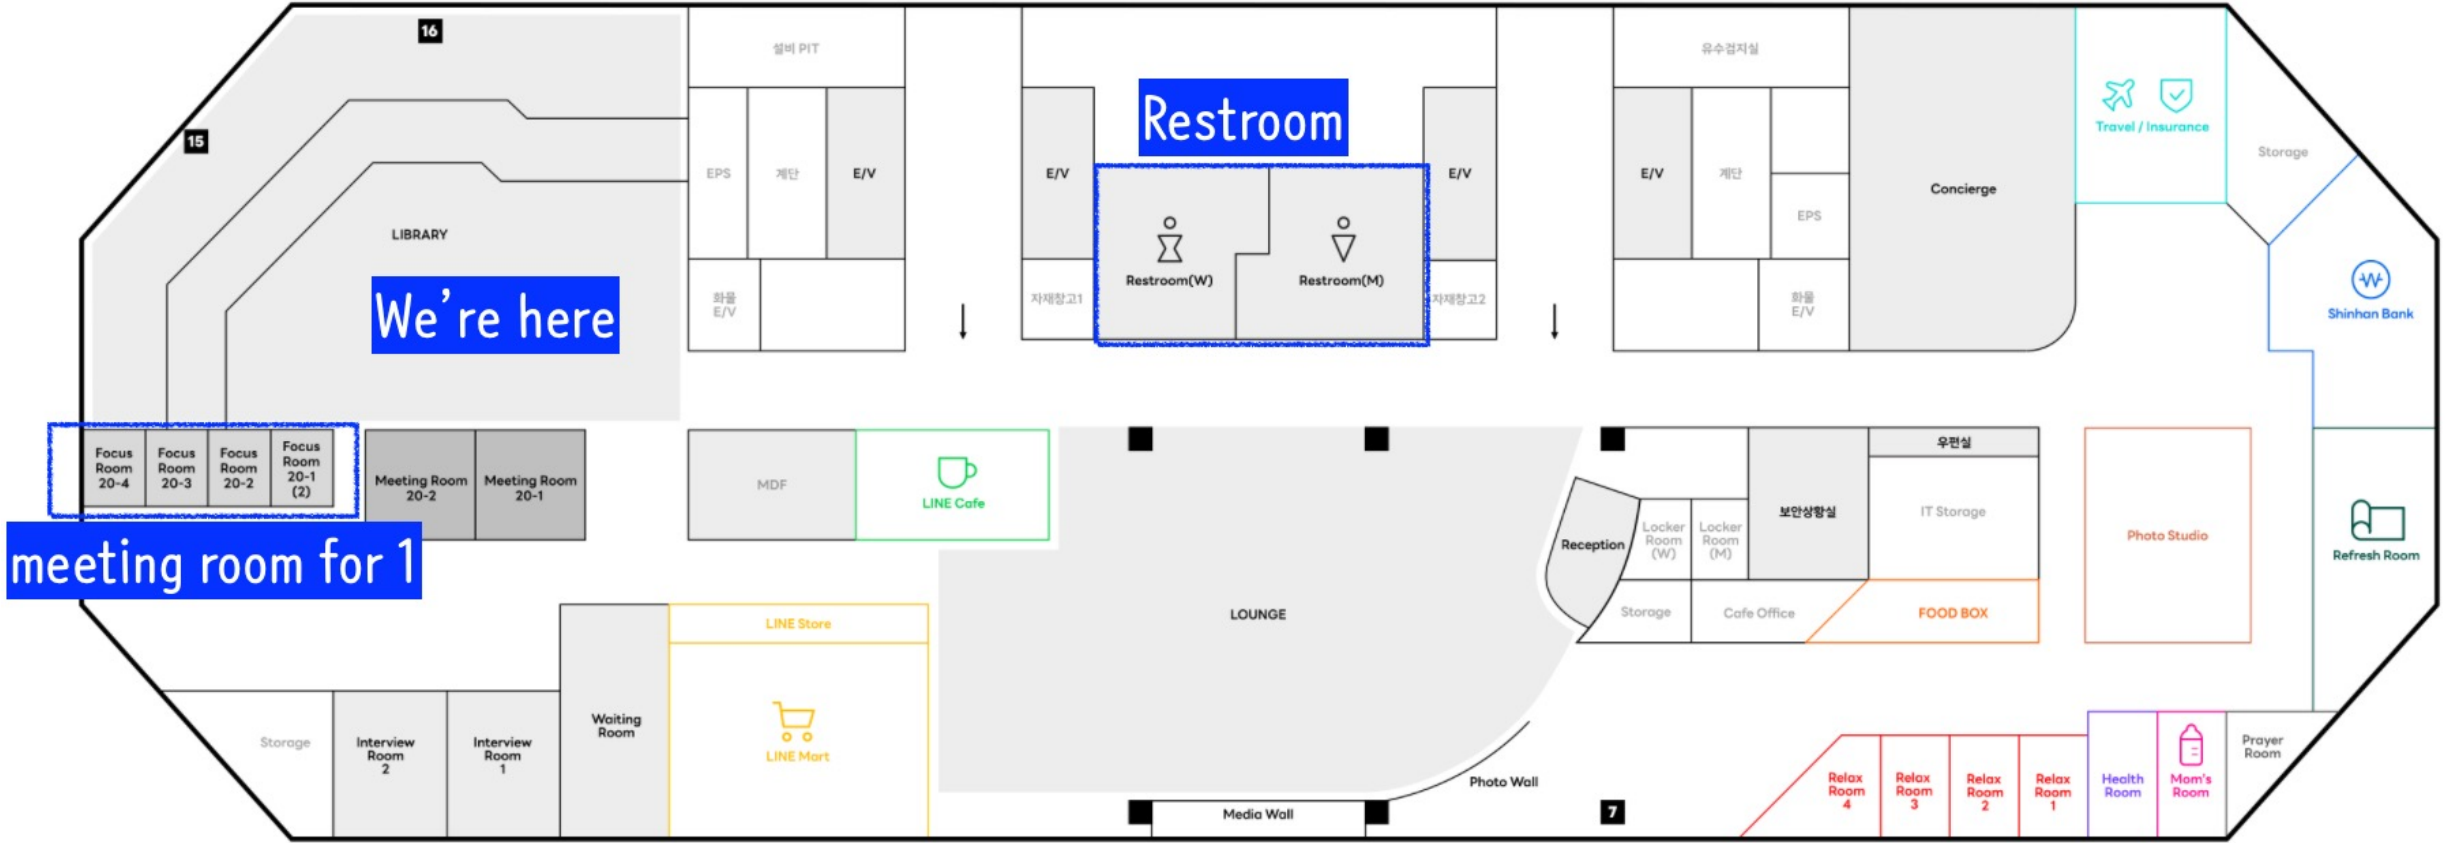 16
15
설비 PIT
EPS
계단
E/V
화물
E/V
LIBRARY
We're here
E/V
자재창고1
Restroom
Restroom(W)
Restroom(M)
E/V
자재창고2
유수검지실
E/V
계단
EPS
화물
E/V
Concierge
Travel / Insurance
Storage
Shinhan Bank
Focus
Room
20-4
Focus
Room
20-3
Focus
Room
20-2
Focus
Room
20-1
(2)
Meeting Room
20-2
Meeting Room
20-1
meeting room for 1
MDF
LINE Cafe
LOUNGE
Reception
Locker
Room
(W)
Locker
Room
(M)
보안상황실
우편실
IT Storage
Storage
Cafe Office
FOOD BOX
Photo Studio
Refresh Room
Storage
Interview
Room
2
Interview
Room
1
Waiting
Room
LINE Store
LINE Mart
Media Wall
Photo Wall
7
Relax
Room
4
Relax
Room
3
Relax
Room
2
Relax
Room
1
Health
Room
Mom's
Room
Prayer
Room